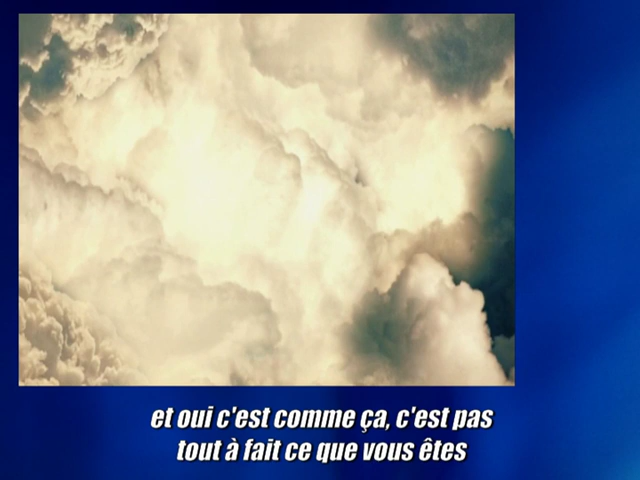 et oui c'est comme ça, c'est pas
tout à fait ce que vous êtes